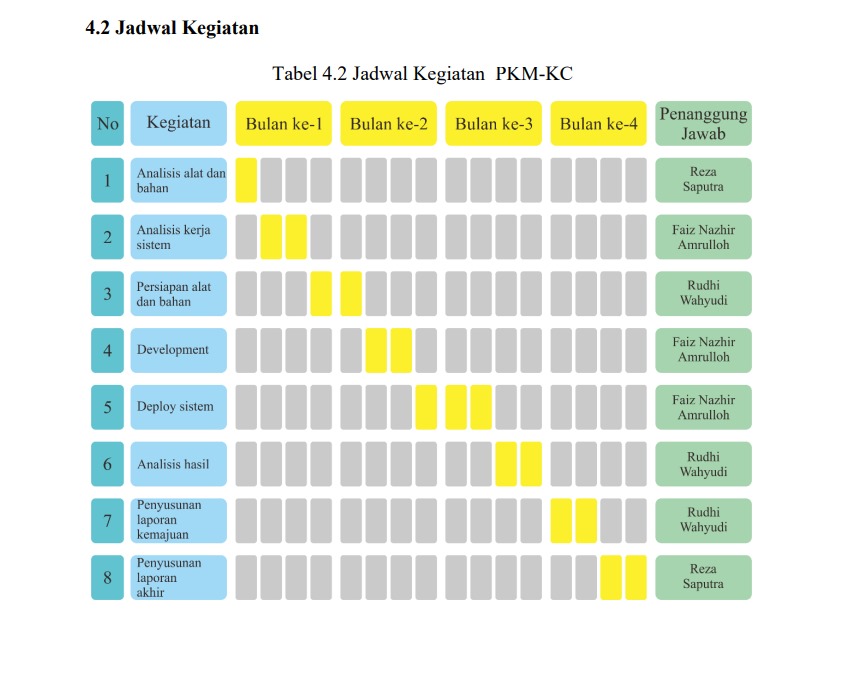 4.2 Jadwal Kegiatan
Tabel 4.2 Jadwal Kegiatan PKM-KC
No
Kegiatan
Bulan ke-1
Bulan ke-2
Bulan ke-3
Bulan ke-4
Penanggung
Jawab
1
Analisis alat dan
bahan
Reza
Saputra
2
Analisis kerja
sistem
Faiz Nazhir
Amrulloh
3
Persiapan alat
dan bahan
Rudhi
Wahyudi
4
Development
Faiz Nazhir
Amrulloh
5
Deploy sistem
Faiz Nazhir
Amrulloh
6
Analisis hasil
Rudhi
Wahyudi
7
Penyusunan
laporan
kemajuan
Rudhi
Wahyudi
8
Penyusunan
laporan
akhir
Reza
Saputra